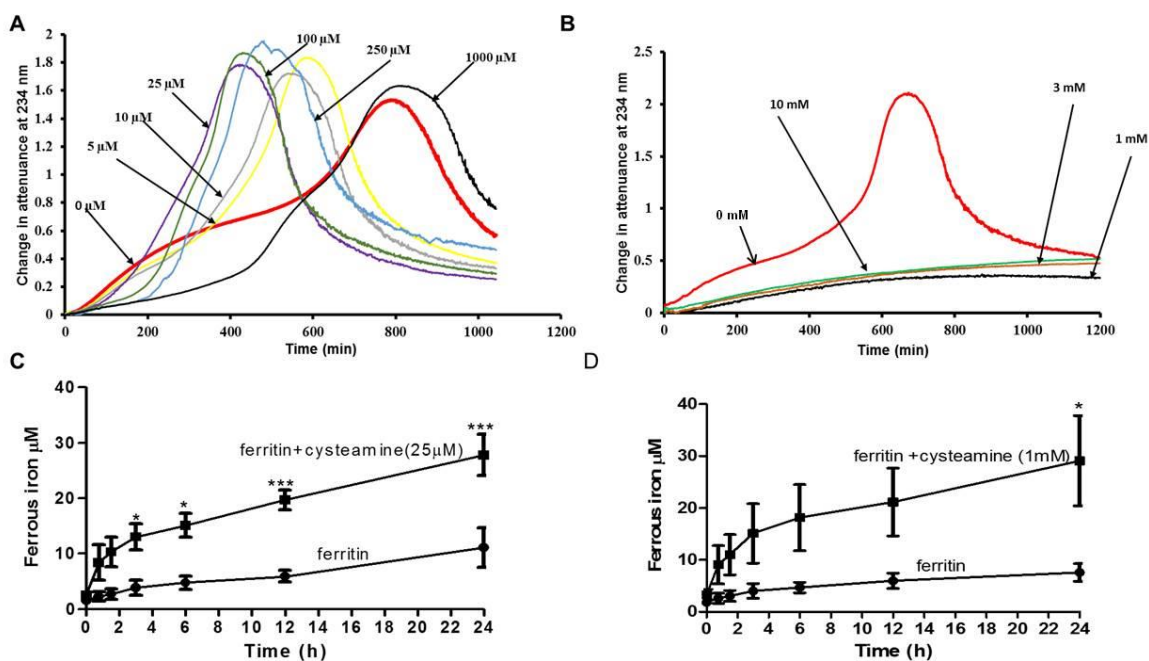 A
Change in attenuance at 234 nm
2
1.8
1.6
1.4
1.2
1
0.8
0.6
0.4
0.2
0
0
200
400
600
800
1000
1200
Time (min)
100 µM
250 µM
1000 µM
25 µM
10 µM
5 µM
0 µM
B
Change in attenuance at 234 nm
2.5
2
1.5
1
0.5
0
0
200
400
600
800
1000
1200
Time (min)
3 mM
10 mM
1 mM
0 mM
C
Ferrous iron µM
40
30
20
10
0
0 2 4 6 8 10 12 14 16 18 20 22 24
Time (h)
ferritin+cysteamine(25µM)
***
***
*
*
ferritin
D
Ferrous iron µM
40
30
20
10
0
0 2 4 6 8 10 12 14 16 18 20 22 24
Time (h)
*
ferritin +cysteamine (1mM)
ferritin